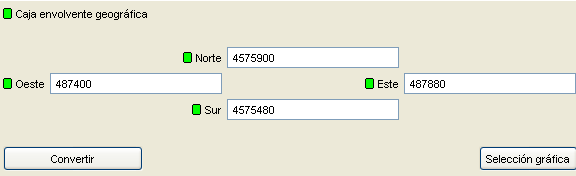 Caja envolvente geográfica
Norte 4575900
Oeste 487400 Este 487880
Sur 4575480
Convertir Selección gráfica